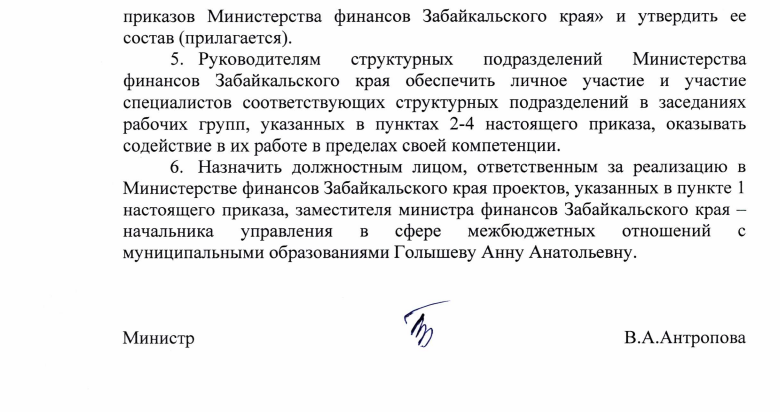 приказов Министерства финансов Забайкальского края» и утвердить ее
состав (прилагается).
5. Руководителям структурных подразделений Министерства
финансов Забайкальского края обеспечить личное участие и участие
специалистов соответствующих структурных подразделений в заседаниях
рабочих групп, указанных в пунктах 2-4 настоящего приказа, оказывать
содействие в их работе в пределах своей компетенции.
6. Назначить должностным лицом, ответственным за реализацию в
Министерстве финансов Забайкальского края проектов, указанных в пункте 1
настоящего приказа, заместителя министра финансов Забайкальского края –
начальника управления в сфере межбюджетных отношений с
муниципальными образованиями Голышеву Анну Анатольевну.
Министр В.А.Антропова